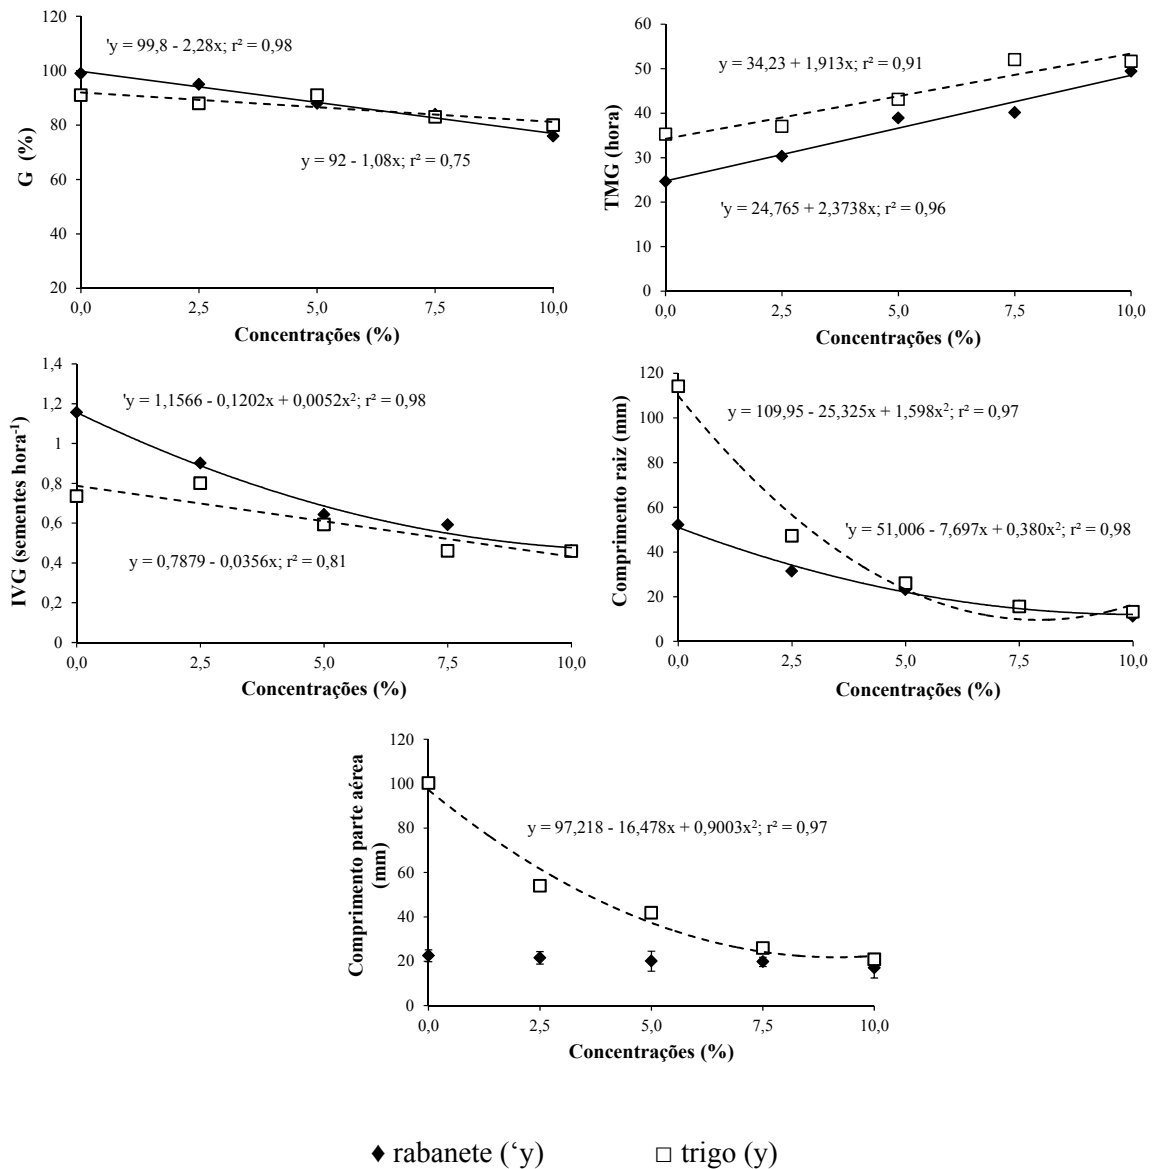 120
100
80
60
40
20
0,0 2,5 5,0 7,5 10,0
G (%)
Concentrações (%)
'y = 99,8 - 2,28x; r² = 0,98
y = 92 - 1,08x; r² = 0,75
60
50
40
30
20
10
0
0,0 2,5 5,0 7,5 10,0
TMG (hora)
Concentrações (%)
y = 34,23 + 1,913x; r² = 0,91
'y = 24,765 + 2,3738x; r² = 0,96
1,4
1,2
1
0,8
0,6
0,4
0,2
0
0,0 2,5 5,0 7,5 10,0
IVG (sementes hora⁻¹)
Concentrações (%)
'y = 1,1566 - 0,1202x + 0,0052x²; r² = 0,98
y = 0,7879 - 0,0356x; r² = 0,81
120
100
80
60
40
20
0
0,0 2,5 5,0 7,5 10,0
Comprimento raiz (mm)
Concentrações (%)
y = 109,95 - 25,325x + 1,598x²; r² = 0,97
'y = 51,006 - 7,697x + 0,380x²; r² = 0,98
120
100
80
60
40
20
0
0,0 2,5 5,0 7,5 10,0
Comprimento parte aérea
(mm)
Concentrações (%)
y = 97,218 - 16,478x + 0,9003x²; r² = 0,97
rabanete (‘y) trigo (y)